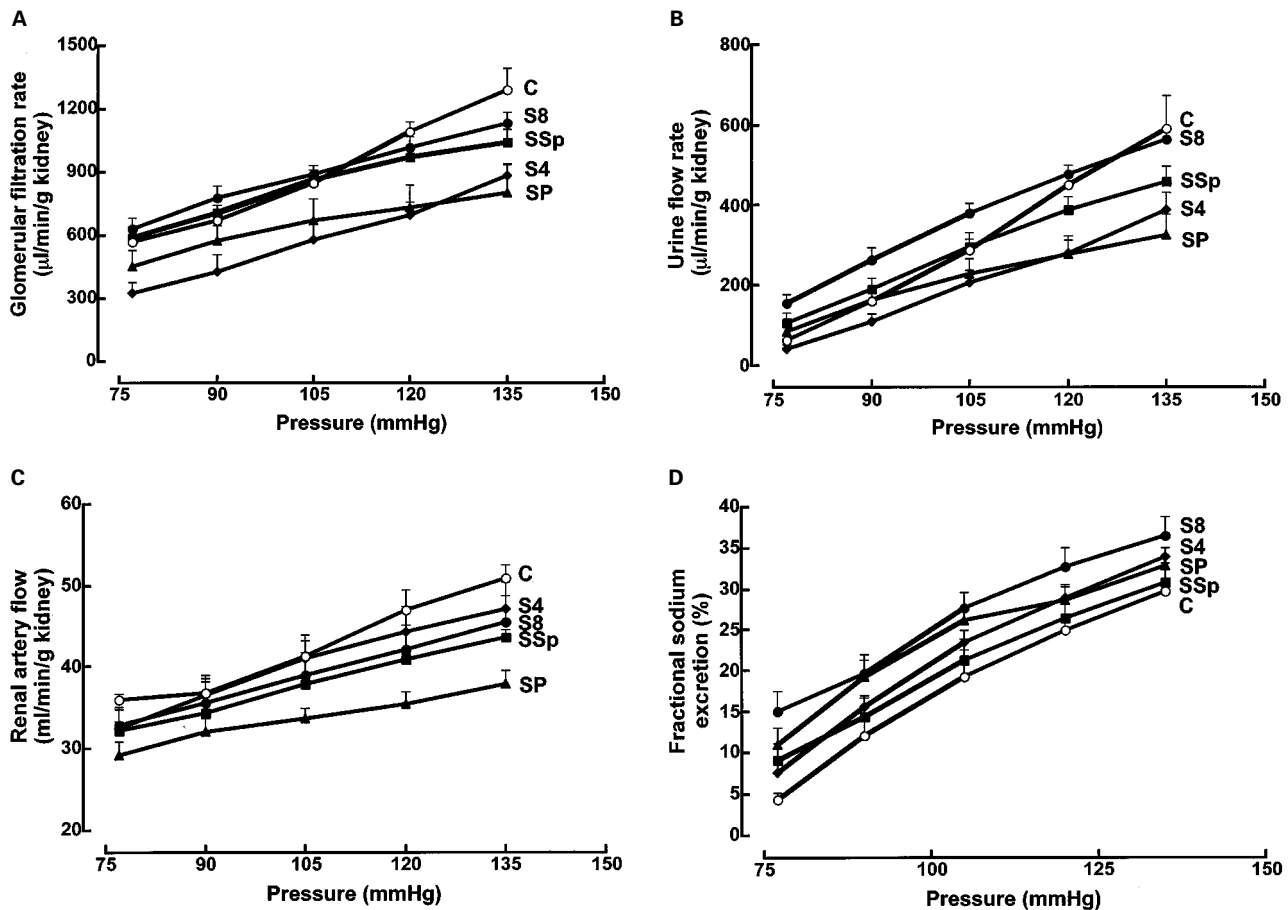 A
Glomerular filtration rate
(µl/min/g kidney)
1500
1200
900
600
300
0
C
S8
SSp
S4
SP
75 90 105 120 135 150
Pressure (mmHg)
B
Urine flow rate
(µl/min/g kidney)
800
600
400
200
0
C
S8
SSp
S4
SP
75 90 105 120 135 150
Pressure (mmHg)
C
Renal artery flow
(ml/min/g kidney)
60
50
40
30
20
C
S4
S8
SSp
SP
75 90 105 120 135 150
Pressure (mmHg)
D
Fractional sodium
excretion (%)
40
35
30
25
20
15
10
5
0
S8
S4
SP
SSp
C
75 100 125 150
Pressure (mmHg)